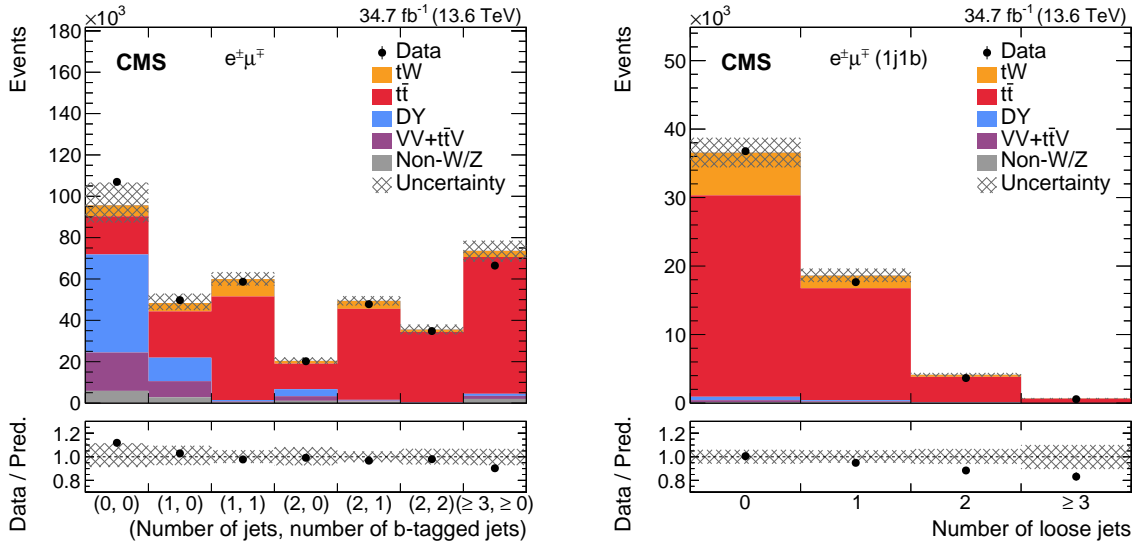 ×10³ 34.7 fb⁻¹ (13.6 TeV)
Events
180
160
140
120
100
80
60
40
20
0
CMS e±μ∓
Data
tW
tt̄
DY
VV+tt̄V
Non-W/Z
Uncertainty
Data / Pred.
1.2
1.0
0.8
(0, 0) (1, 0) (1, 1) (2, 0) (2, 1) (2, 2) (≥ 3, ≥ 0)
(Number of jets, number of b-tagged jets)
×10³ 34.7 fb⁻¹ (13.6 TeV)
Events
50
40
30
20
10
0
CMS e±μ∓ (1j1b)
Data
tW
tt̄
DY
VV+tt̄V
Non-W/Z
Uncertainty
Data / Pred.
1.2
1.0
0.8
0 1 2 ≥ 3
Number of loose jets